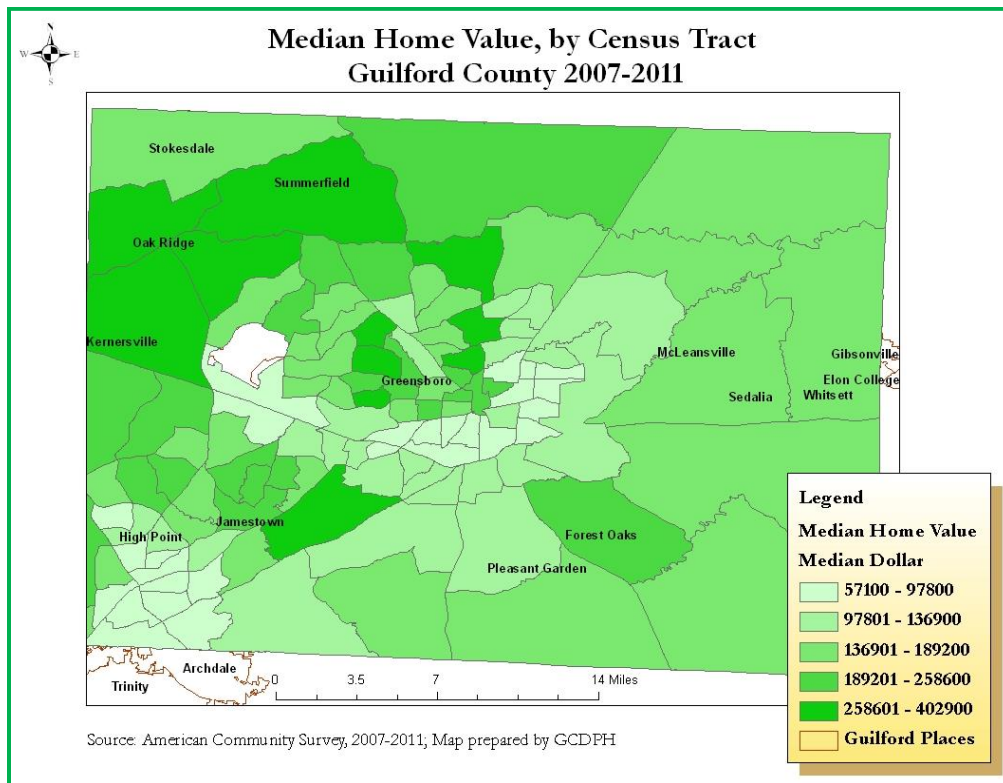 Median Home Value, by Census Tract
Guilford County 2007-2011
N
W
E
S
Stokesdale
Summerfield
Oak Ridge
Kernersville
McLeansville
Gibsonville
Greensboro
Elon College
Sedalia
Whitsett
Jamestown
High Point
Forest Oaks
Pleasant Garden
Archdale
Trinity
0 3.5 7 14 Miles
Legend
Median Home Value
Median Dollar
57100 - 97800
97801 - 136900
136901 - 189200
189201 - 258600
258601 - 402900
Guilford Places
Source: American Community Survey, 2007-2011; Map prepared by GCDPH